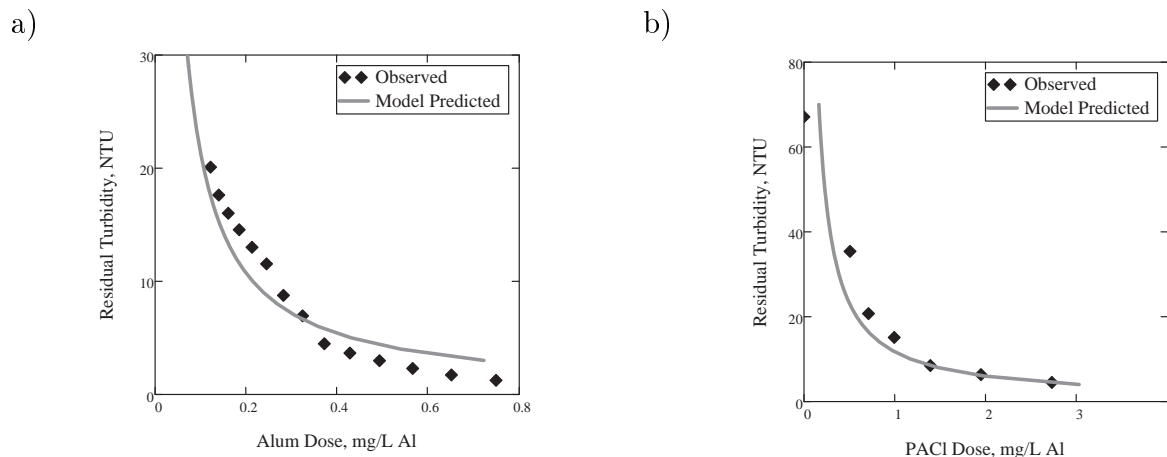 a)
30
20
10
0
0
0.2
0.4
0.6
0.8
Residual Turbidity, NTU
Alum Dose, mg/L Al
Observed
Model Predicted
b)
80
60
40
20
0
0
1
2
3
Residual Turbidity, NTU
PACl Dose, mg/L Al
Observed
Model Predicted